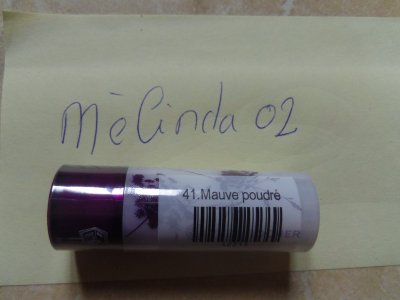 Mèlinda 02
41.Mauve poudré